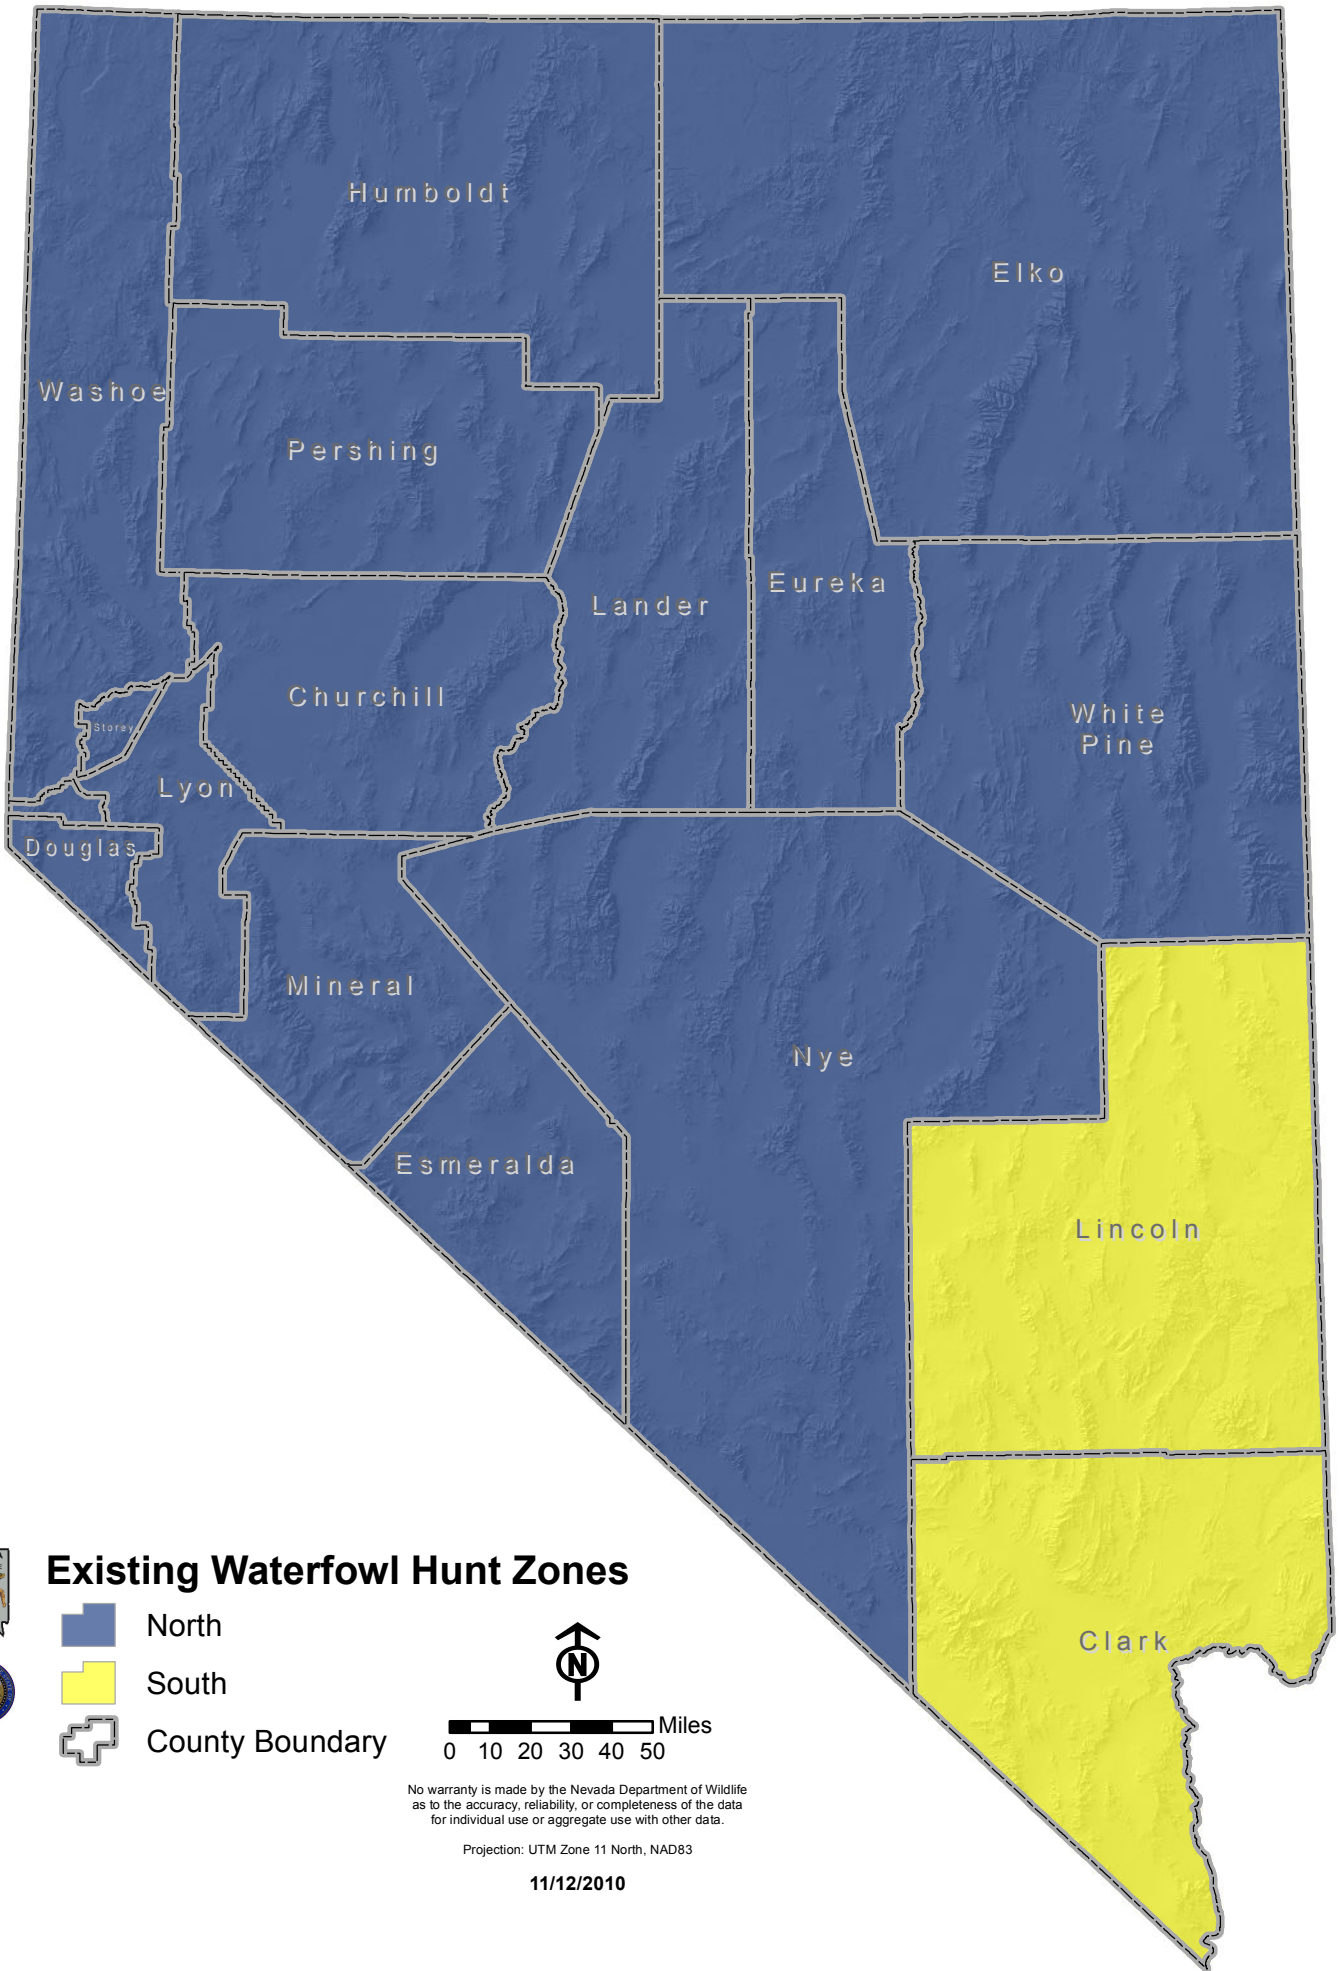 Humboldt
Elko
Washoe
Pershing
Eureka
Lander
Churchill
White
Pine
Storey
Lyon
Douglas
Mineral
Nye
Esmeralda
Lincoln
Clark
Existing Waterfowl Hunt Zones
North
South
County Boundary
N
Miles
0 10 20 30 40 50
No warranty is made by the Nevada Department of Wildlife
as to the accuracy, reliability, or completeness of the data
for individual use or aggregate use with other data.
Projection: UTM Zone 11 North, NAD83
11/12/2010